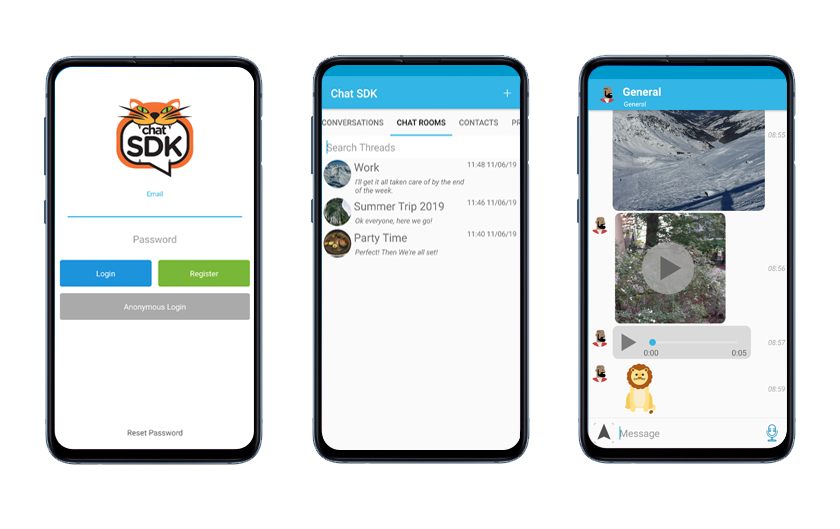 chat
SDK
Email
Password
Login
Register
Anonymous Login
Reset Password
Chat SDK
+
CONVERSATIONS
CHAT ROOMS
CONTACTS
PR
Search Threads
Work
11:48 11/06/19
I'll get it all taken care of by the end
of the week.
Summer Trip 2019
11:46 11/06/19
Ok everyone, here we go!
Party Time
11:40 11/06/19
Perfect! Then We're all set!
General
General
08:55
08:56
0:00
0:05
08:57
08:59
Message